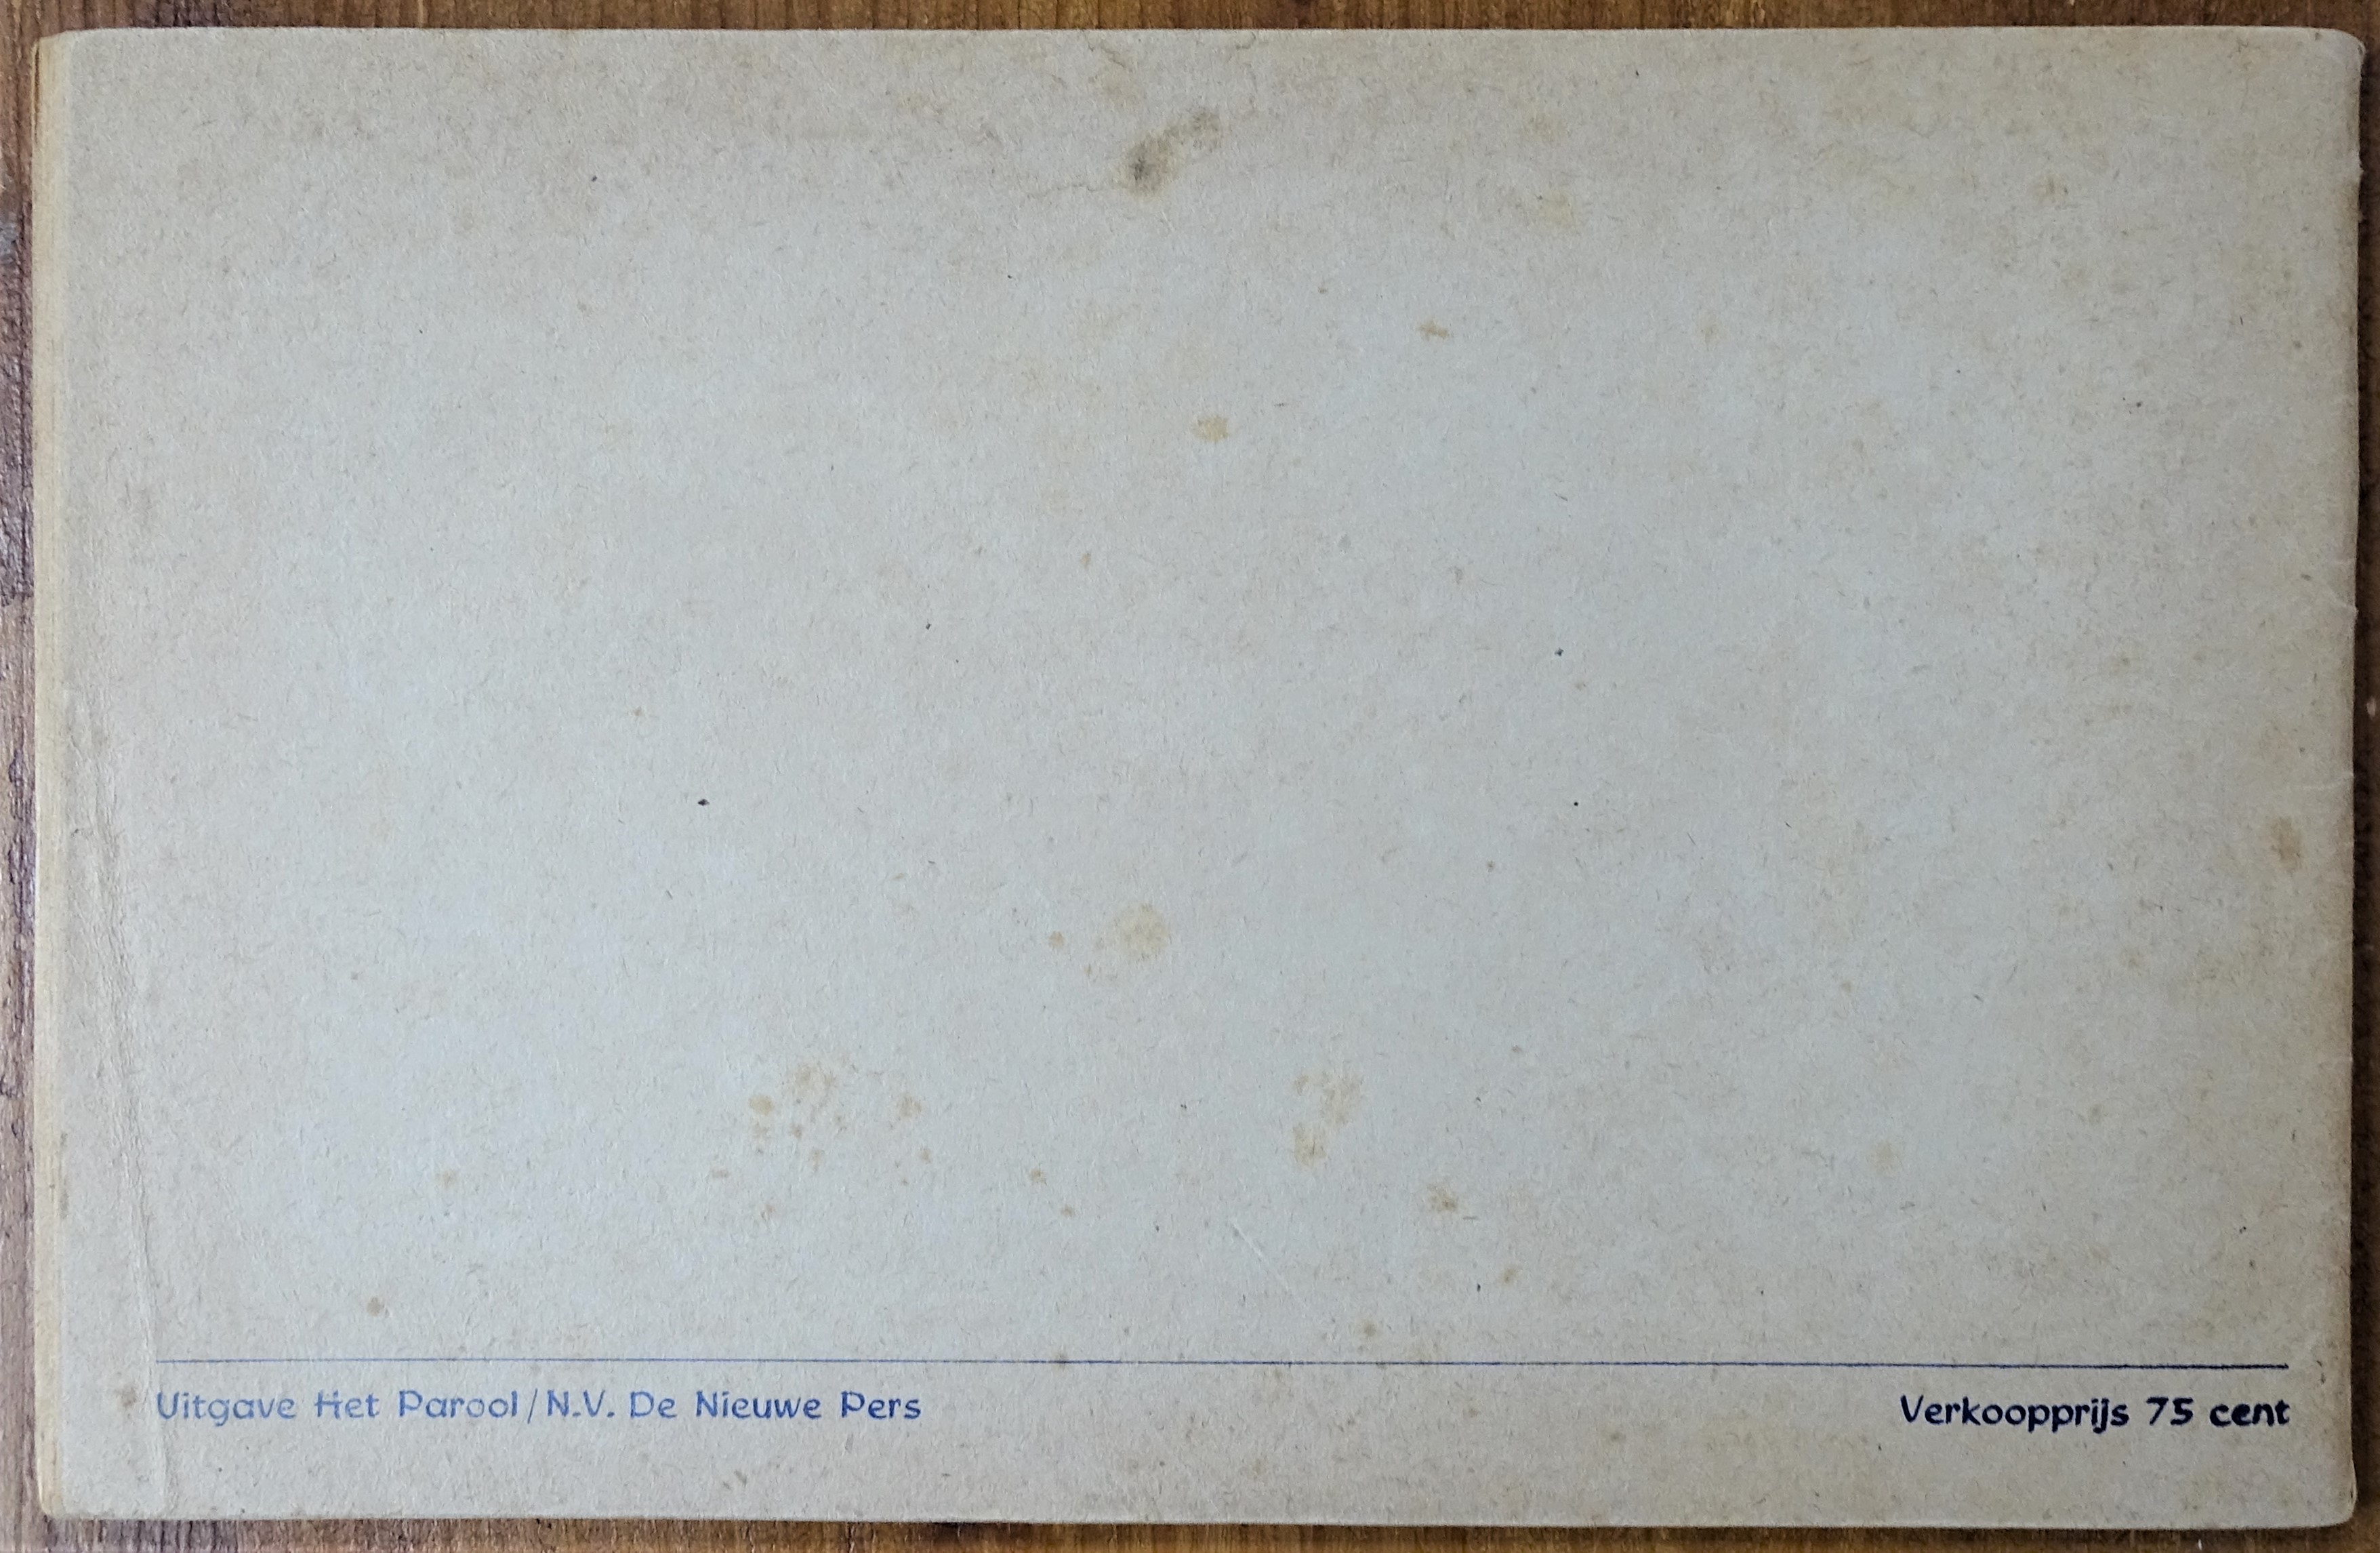 Uitgave Het Parool/N.V. De Nieuwe Pers
Verkoopprijs 75 cent